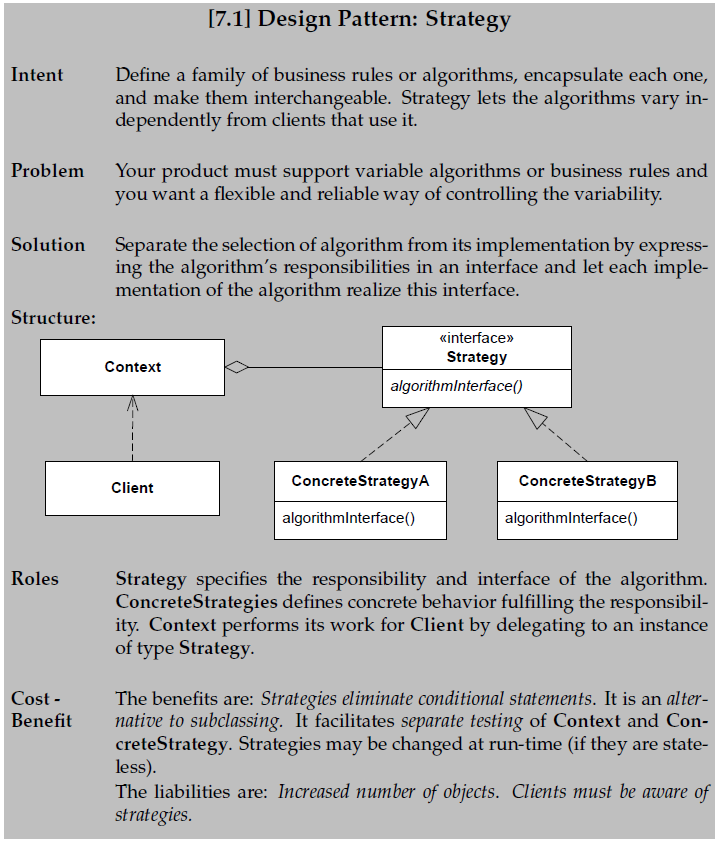 [7.1] Design Pattern: Strategy
Intent Define a family of business rules or algorithms, encapsulate each one,
and make them interchangeable. Strategy lets the algorithms vary in-
dependently from clients that use it.
Problem Your product must support variable algorithms or business rules and
you want a flexible and reliable way of controlling the variability.
Solution Separate the selection of algorithm from its implementation by express-
ing the algorithm's responsibilities in an interface and let each imple-
mentation of the algorithm realize this interface.
Structure:
«interface»
Strategy
algorithmInterface()
Context
Client
ConcreteStrategyA
algorithmInterface()
ConcreteStrategyB
algorithmInterface()
Roles Strategy specifies the responsibility and interface of the algorithm.
ConcreteStrategies defines concrete behavior fulfilling the responsibil-
ity. Context performs its work for Client by delegating to an instance
of type Strategy.
Cost - The benefits are: Strategies eliminate conditional statements. It is an alter-
Benefit native to subclassing. It facilitates separate testing of Context and Con-
creteStrategy. Strategies may be changed at run-time (if they are state-
less).
The liabilities are: Increased number of objects. Clients must be aware of
strategies.